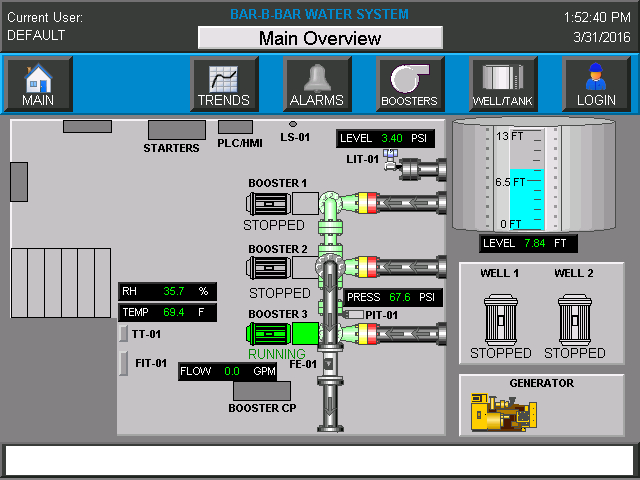 Current User:
DEFAULT
BAR-B-BAR WATER SYSTEM
Main Overview
1:52:40 PM
3/31/2016
MAIN
TRENDS
ALARMS
BOOSTERS
WELL/TANK
LOGIN
STARTERS
PLC/HMI
LS-01
LEVEL 3.40 PSI
LIT-01
13 FT
6.5 FT
0 FT
LEVEL 7.84 FT
BOOSTER 1
STOPPED
BOOSTER 2
STOPPED
RH 35.7 %
TEMP 69.4 F
PRESS 67.6 PSI
BOOSTER 3
PIT-01
RUNNING
TT-01
FIT-01
FE-01
FLOW 0.0 GPM
BOOSTER CP
WELL 1
WELL 2
STOPPED
STOPPED
GENERATOR